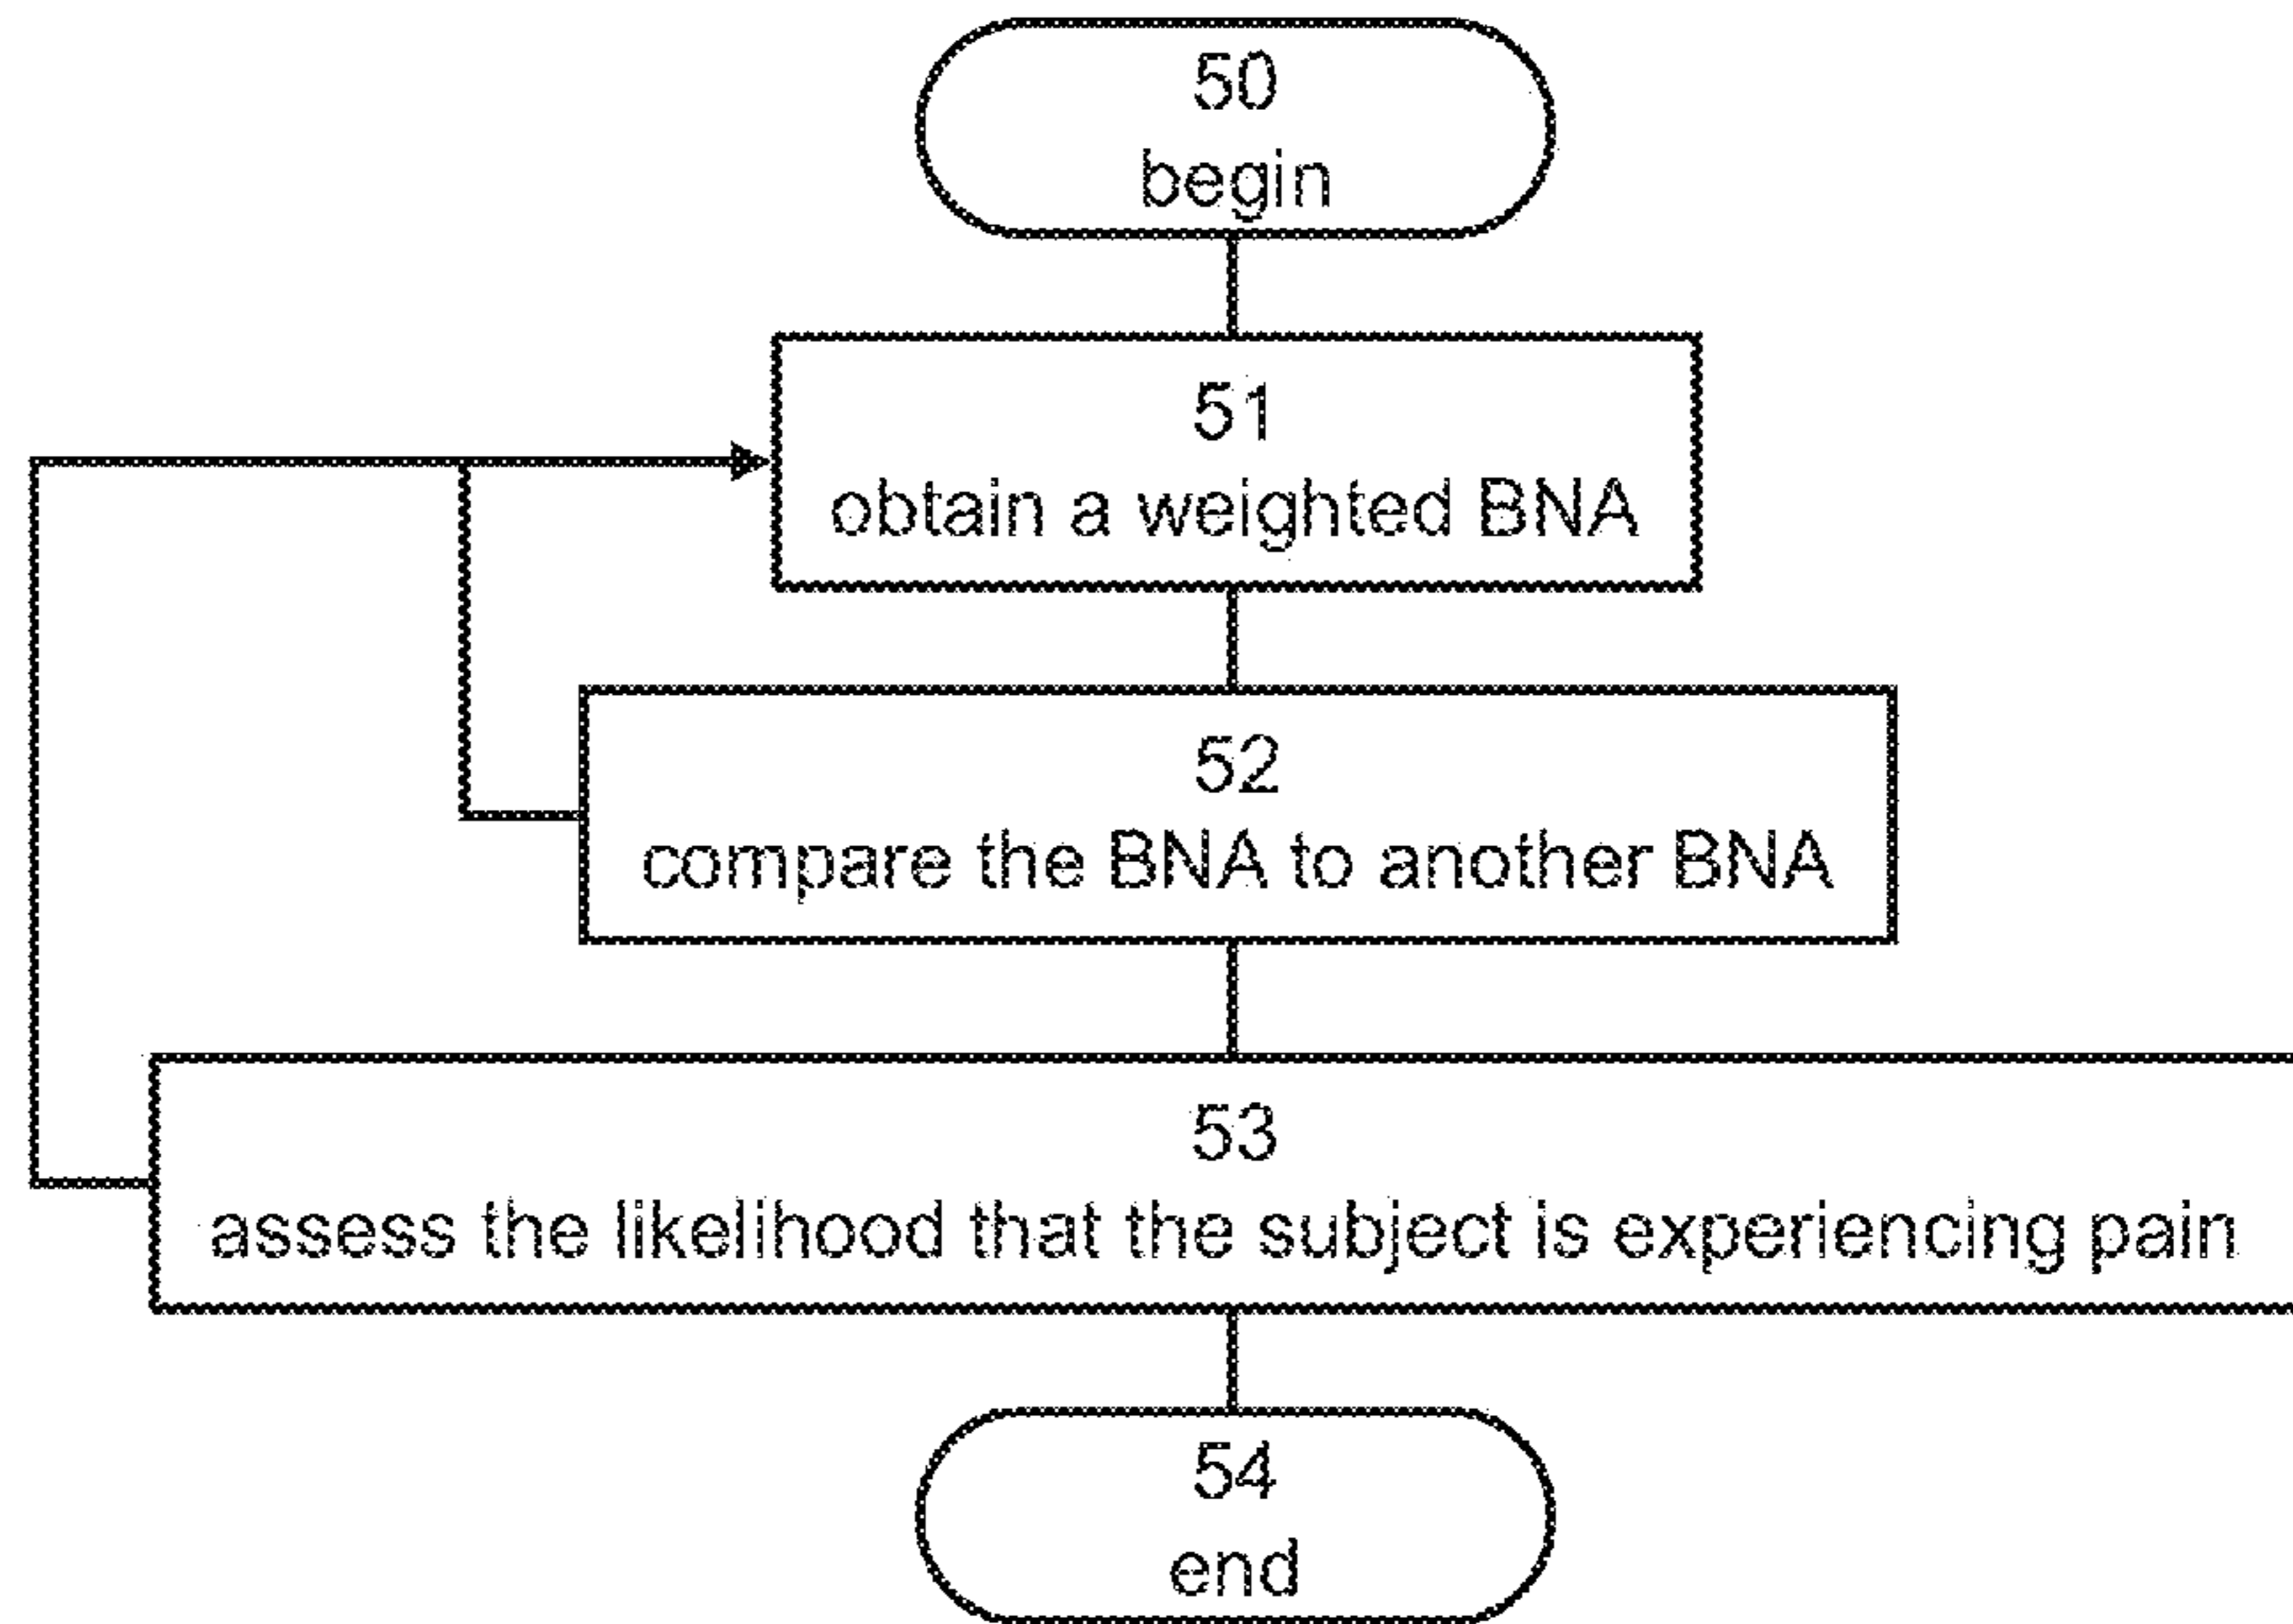 50
begin
51
obtain a weighted BNA
52
compare the BNA to another BNA
53
assess the likelihood that the subject is experiencing pain
54
end